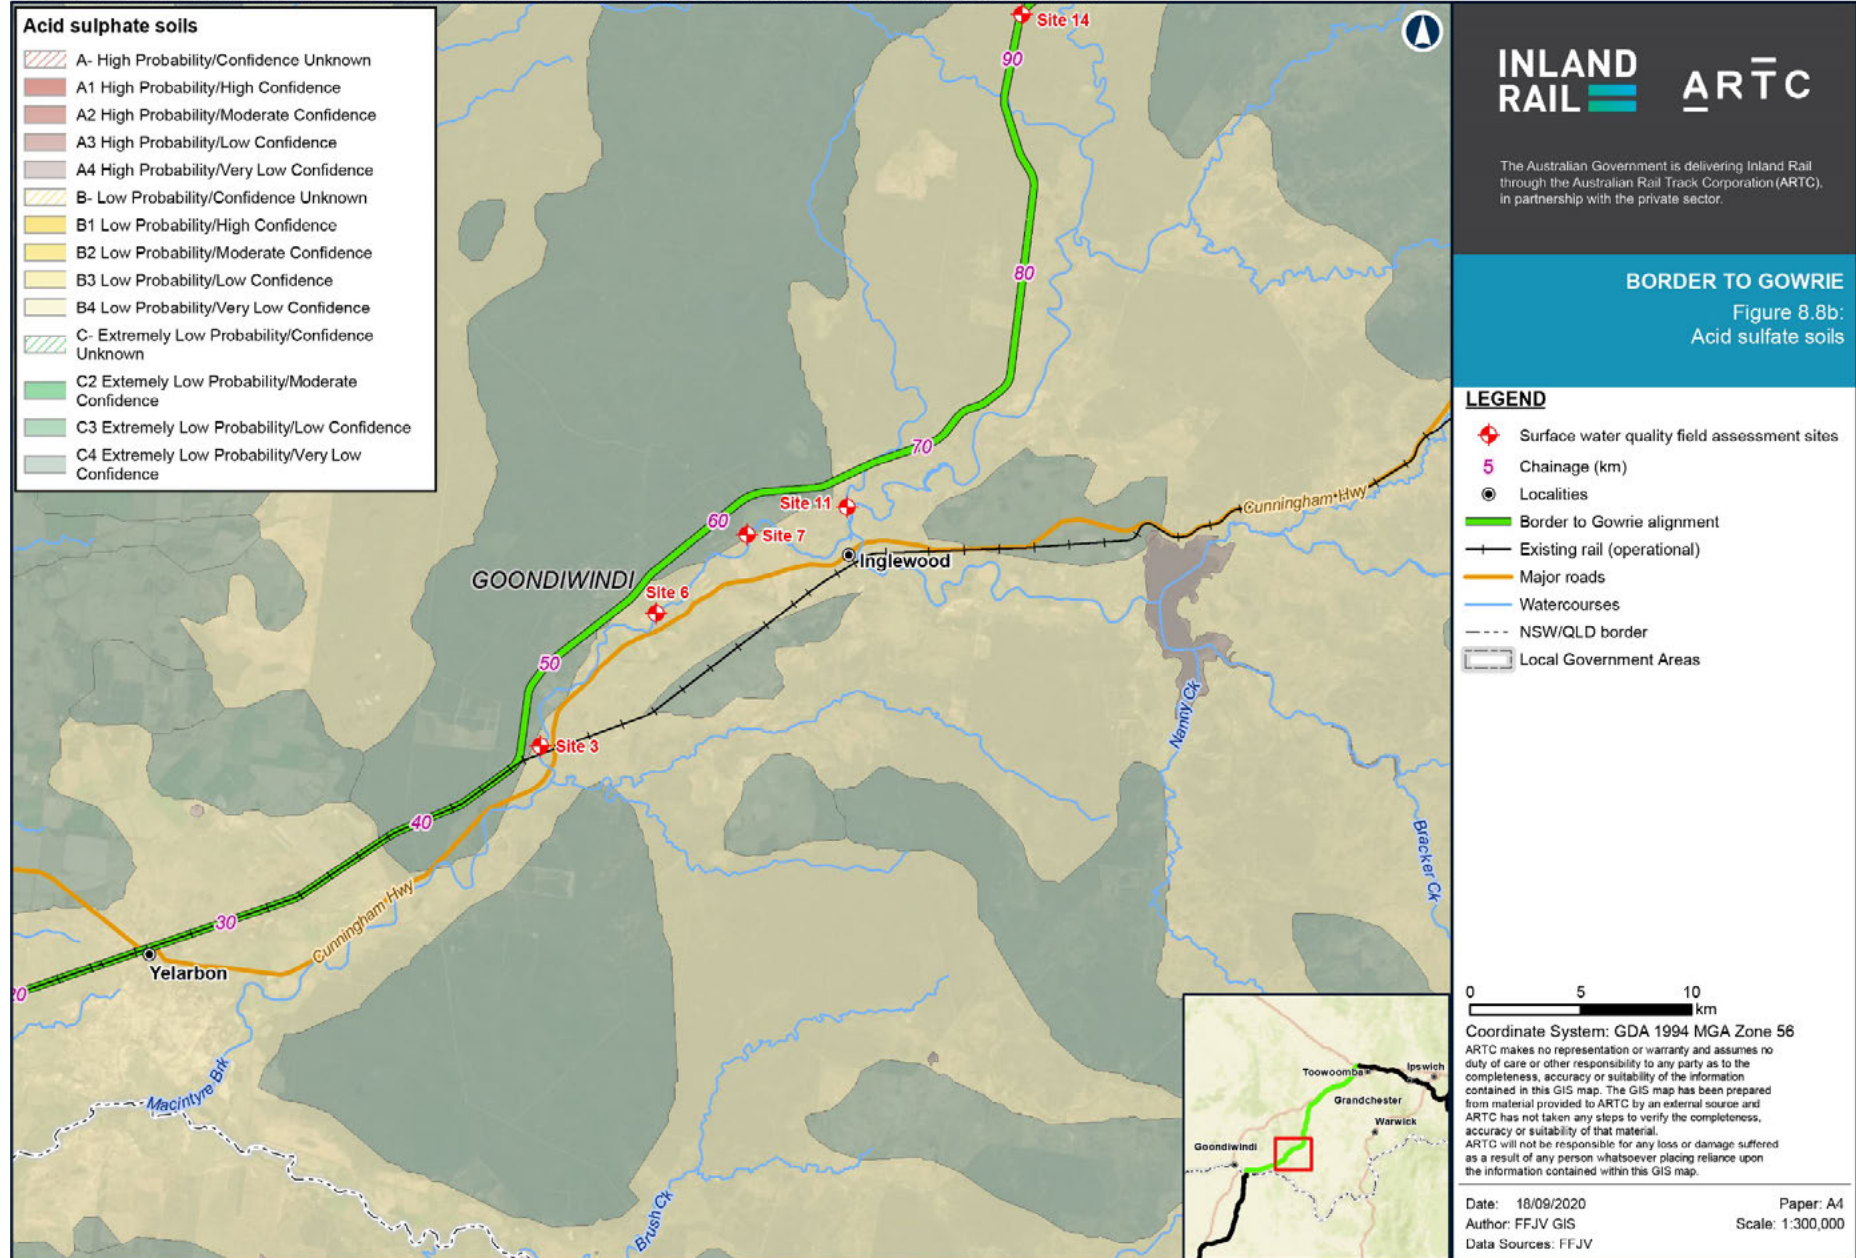 Acid sulphate soils
A- High Probability/Confidence Unknown
A1 High Probability/High Confidence
A2 High Probability/Moderate Confidence
A3 High Probability/Low Confidence
A4 High Probability/Very Low Confidence
B- Low Probability/Confidence Unknown
B1 Low Probability/High Confidence
B2 Low Probability/Moderate Confidence
B3 Low Probability/Low Confidence
B4 Low Probability/Very Low Confidence
C- Extremely Low Probability/Confidence
Unknown
C2 Extemely Low Probability/Moderate
Confidence
C3 Extremely Low Probability/Low Confidence
C4 Extremely Low Probability/Very Low
Confidence
Site 14
90
80
70
Site 11
60
Site 7
Cunningham Hwy
Inglewood
GOONDIWINDI
Site 6
50
Nanny Ck
Site 3
40
Bracker Ck
30
Cunningham Hwy
Yelarbon
20
Macintyre Brk
Brush Ck
Toowoomba
Ipswich
Grandchester
Warwick
Goondiwindi
INLAND
RAIL
ARTC
The Australian Government is delivering Inland Rail
through the Australian Rail Track Corporation (ARTC),
in partnership with the private sector.
BORDER TO GOWRIE
Figure 8.8b:
Acid sulfate soils
LEGEND
Surface water quality field assessment sites
5 Chainage (km)
Localities
Border to Gowrie alignment
Existing rail (operational)
Major roads
Watercourses
NSW/QLD border
Local Government Areas
0 5 10
km
Coordinate System: GDA 1994 MGA Zone 56
ARTC makes no representation or warranty and assumes no
duty of care or other responsibility to any party as to the
completeness, accuracy or suitability of the information
contained in this GIS map. The GIS map has been prepared
from material provided to ARTC by an external source and
ARTC has not taken any steps to verify the completeness,
accuracy or suitability of that material.
ARTC will not be responsible for any loss or damage suffered
as a result of any person whatsoever placing reliance upon
the information contained within this GIS map.
Date: 18/09/2020 Paper: A4
Author: FFJV GIS Scale: 1:300,000
Data Sources: FFJV